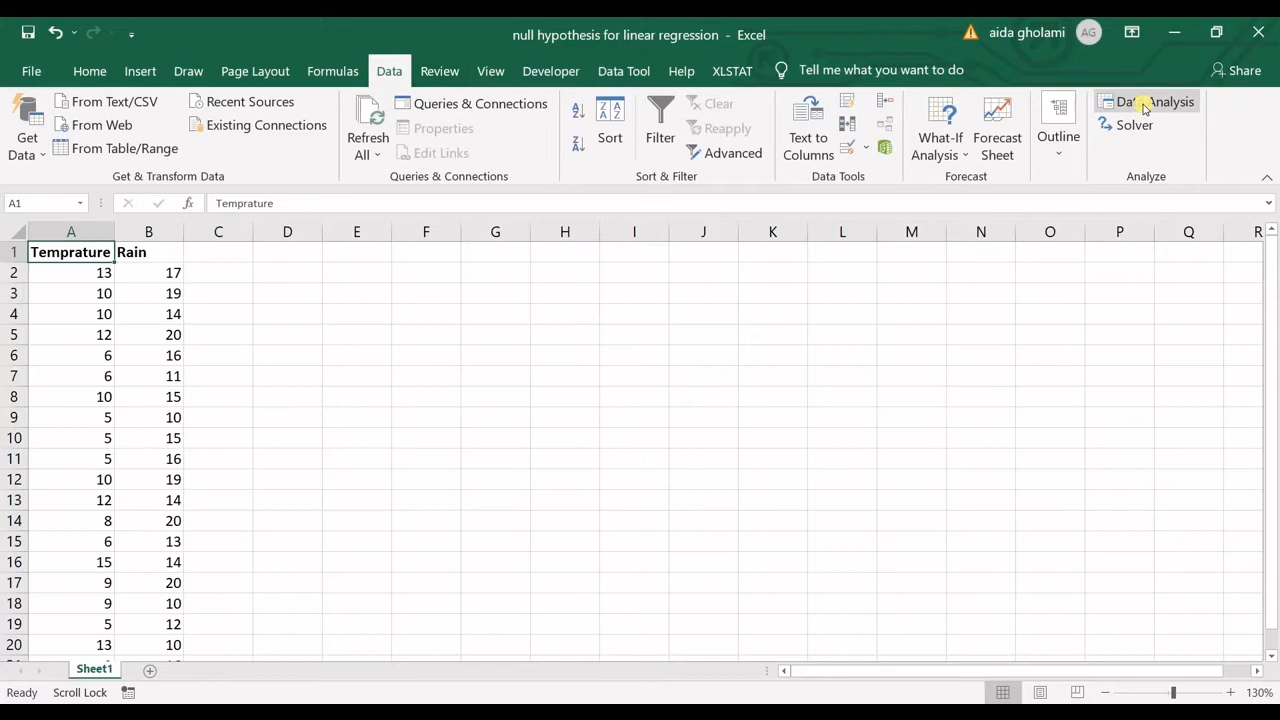 null hypothesis for linear regression - Excel
aida gholami AG
File Home Insert Draw Page Layout Formulas Data Review View Developer Data Tool Help XLSTAT Tell me what you want to do Share
Get Data
From Text/CSV
From Web
From Table/Range
Recent Sources
Existing Connections
Get & Transform Data
Refresh All
Queries & Connections
Properties
Edit Links
Queries & Connections
Sort
Filter
Clear
Reapply
Advanced
Sort & Filter
Text to Columns
Data Tools
What-If Analysis
Forecast Sheet
Forecast
Outline
Data Analysis
Solver
Analyze
A1 fx Temprature
A B C D E F G H I J K L M N O P Q R
1 Temprature Rain
2 13 17
3 10 19
4 10 14
5 12 20
6 6 16
7 6 11
8 10 15
9 5 10
10 5 15
11 5 16
12 10 19
13 12 14
14 8 20
15 6 13
16 15 14
17 9 20
18 9 10
19 5 12
20 13 10
Sheet1
Ready Scroll Lock 130%